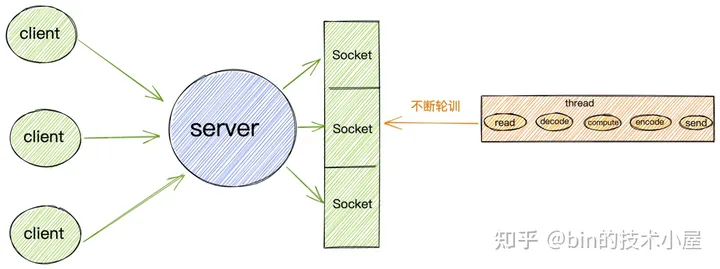 client
client
client
server
Socket
Socket
Socket
不断轮训
thread
read
decode
compute
encode
send
知乎 @bin的技术小屋